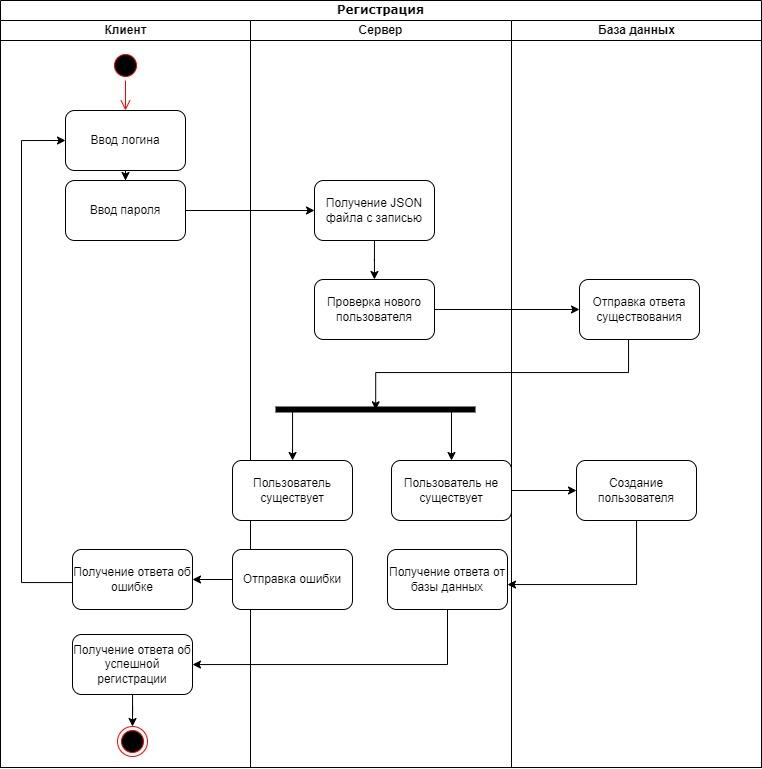 Регистрация
Клиент
Сервер
База данных
Ввод логина
Ввод пароля
Получение JSON
файла с записью
Проверка нового
пользователя
Отправка ответа
существования
Пользователь
существует
Пользователь не
существует
Создание
пользователя
Получение ответа об
ошибке
Отправка ошибки
Получение ответа от
базы данных
Получение ответа об
успешной
регистрации